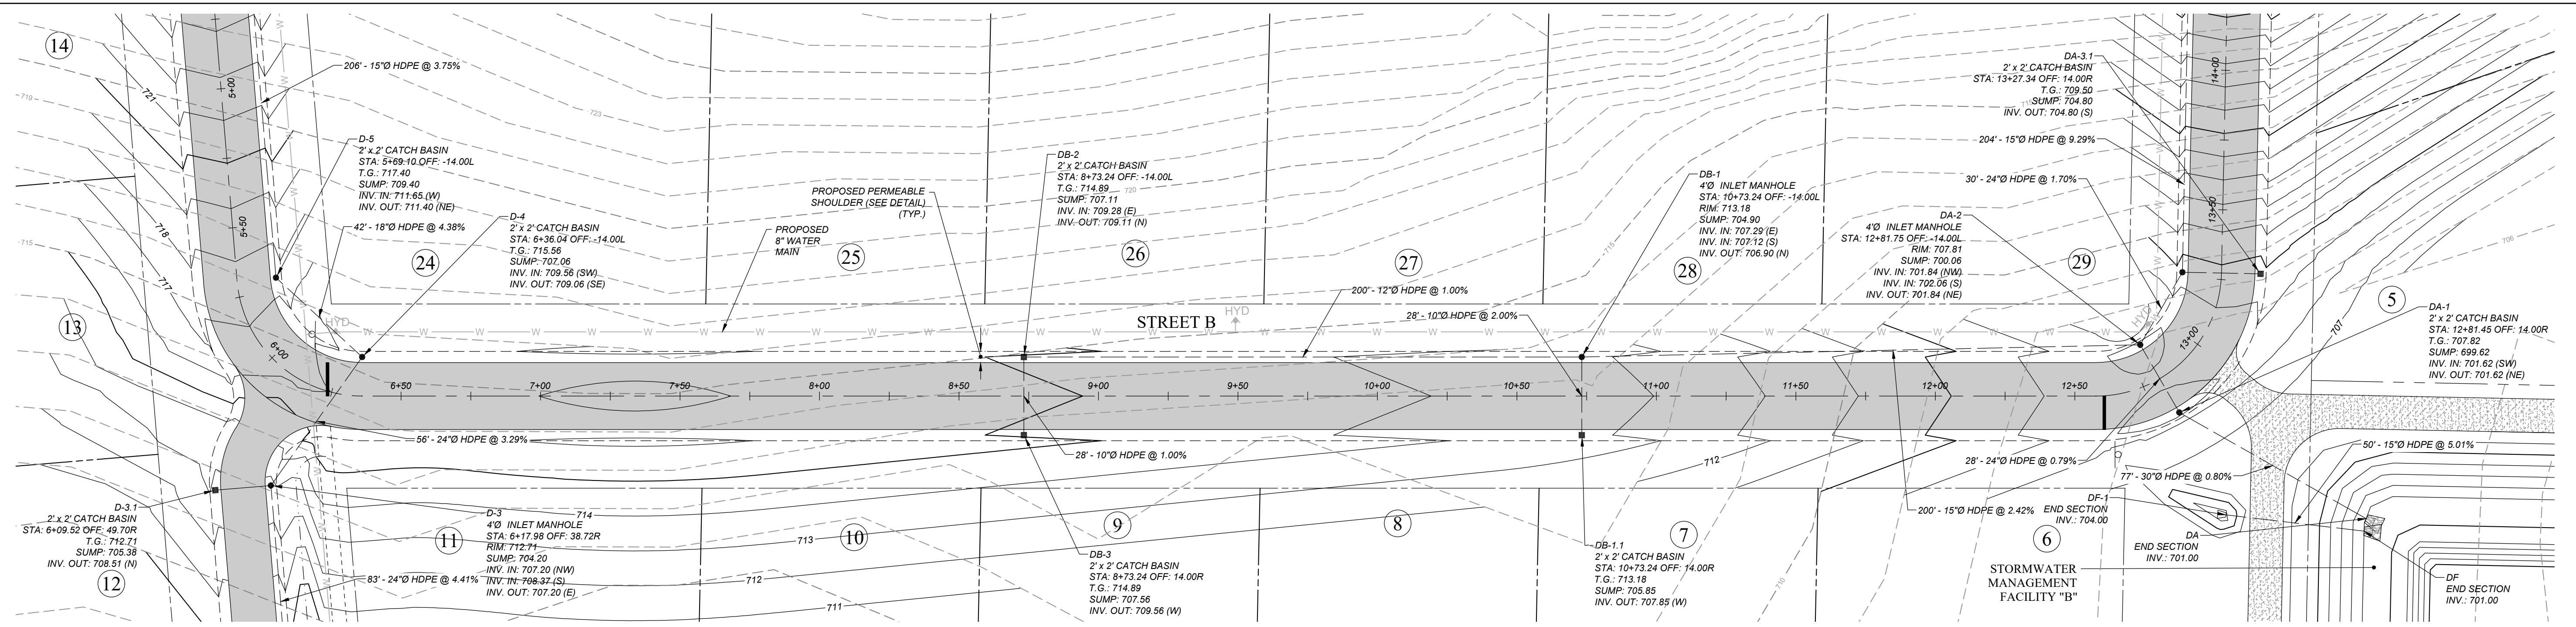 14
719
721
5+00
206' - 15"Ø HDPE @ 3.75%
723
720
D-5
2' x 2' CATCH BASIN
STA: 5+69.10 OFF: -14.00L
T.G.: 717.40
SUMP: 709.40
INV. IN: 711.65 (W)
INV. OUT: 711.40 (NE)
718
715
717
5+50
42' - 18"Ø HDPE @ 4.38%
24
D-4
2' x 2' CATCH BASIN
STA: 6+36.04 OFF: -14.00L
T.G.: 715.56
SUMP: 707.06
INV. IN: 709.56 (SW)
INV. OUT: 709.06 (SE)
PROPOSED PERMEABLE
SHOULDER (SEE DETAIL)
(TYP.)
PROPOSED
8" WATER
MAIN
25
DB-2
2' x 2' CATCH BASIN
STA: 8+73.24 OFF: -14.00L
T.G.: 714.89
SUMP: 707.11
INV. IN: 709.28 (E)
INV. OUT: 709.11 (N)
26
27
200' - 12"Ø HDPE @ 1.00%
28' - 10"Ø HDPE @ 2.00%
715
DB-1
4'Ø  INLET MANHOLE
STA: 10+73.24 OFF: -14.00L
RIM: 713.18
SUMP: 704.90
INV. IN: 707.29 (E)
INV. IN: 707.12 (S)
INV. OUT: 706.90 (N)
28
DA-3.1
2' x 2' CATCH BASIN
STA: 13+27.34 OFF: 14.00R
T.G.: 709.50
SUMP: 704.80
INV. OUT: 704.80 (S)
14+00
204' - 15"Ø HDPE @ 9.29%
30' - 24"Ø HDPE @ 1.70%
DA-2
4'Ø  INLET MANHOLE
STA: 12+81.75 OFF: -14.00L
RIM: 707.81
SUMP: 700.06
INV. IN: 701.84 (NW)
INV. IN: 702.06 (S)
INV. OUT: 701.84 (NE)
29
13+50
706
5
707
DA-1
2' x 2' CATCH BASIN
STA: 12+81.45 OFF: 14.00R
T.G.: 707.82
SUMP: 699.62
INV. IN: 701.62 (SW)
INV. OUT: 701.62 (NE)
13
HYD
W W W W W W W W W W W W W W
STREET B
HYD
HYD
13+00
6+00
6+50
7+00
7+50
8+00
8+50
9+00
9+50
10+00
10+50
11+00
11+50
12+00
12+50
56' - 24"Ø HDPE @ 3.29%
28' - 10"Ø HDPE @ 1.00%
712
28' - 24"Ø HDPE @ 0.79%
50' - 15"Ø HDPE @ 5.01%
77' - 30"Ø HDPE @ 0.80%
D-3.1
2' x 2' CATCH BASIN
STA: 6+09.52 OFF: 49.70R
T.G.: 712.71
SUMP: 705.38
INV. OUT: 708.51 (N)
12
11
D-3
4'Ø  INLET MANHOLE
STA: 6+17.98 OFF: 38.72R
RIM: 712.71
SUMP: 704.20
INV. IN: 707.20 (NW)
INV. IN: 708.37 (S)
INV. OUT: 707.20 (E)
83' - 24"Ø HDPE @ 4.41%
714
713
712
711
10
9
DB-3
2' x 2' CATCH BASIN
STA: 8+73.24 OFF: 14.00R
T.G.: 714.89
SUMP: 707.56
INV. OUT: 709.56 (W)
8
DB-1.1
2' x 2' CATCH BASIN
STA: 10+73.24 OFF: 14.00R
T.G.: 713.18
SUMP: 705.85
INV. OUT: 707.85 (W)
7
710
200' - 15"Ø HDPE @ 2.42%
DF-1
END SECTION
INV.: 704.00
6
DA
END SECTION
INV.: 701.00
STORMWATER
MANAGEMENT
FACILITY "B"
DF
END SECTION
INV.: 701.00